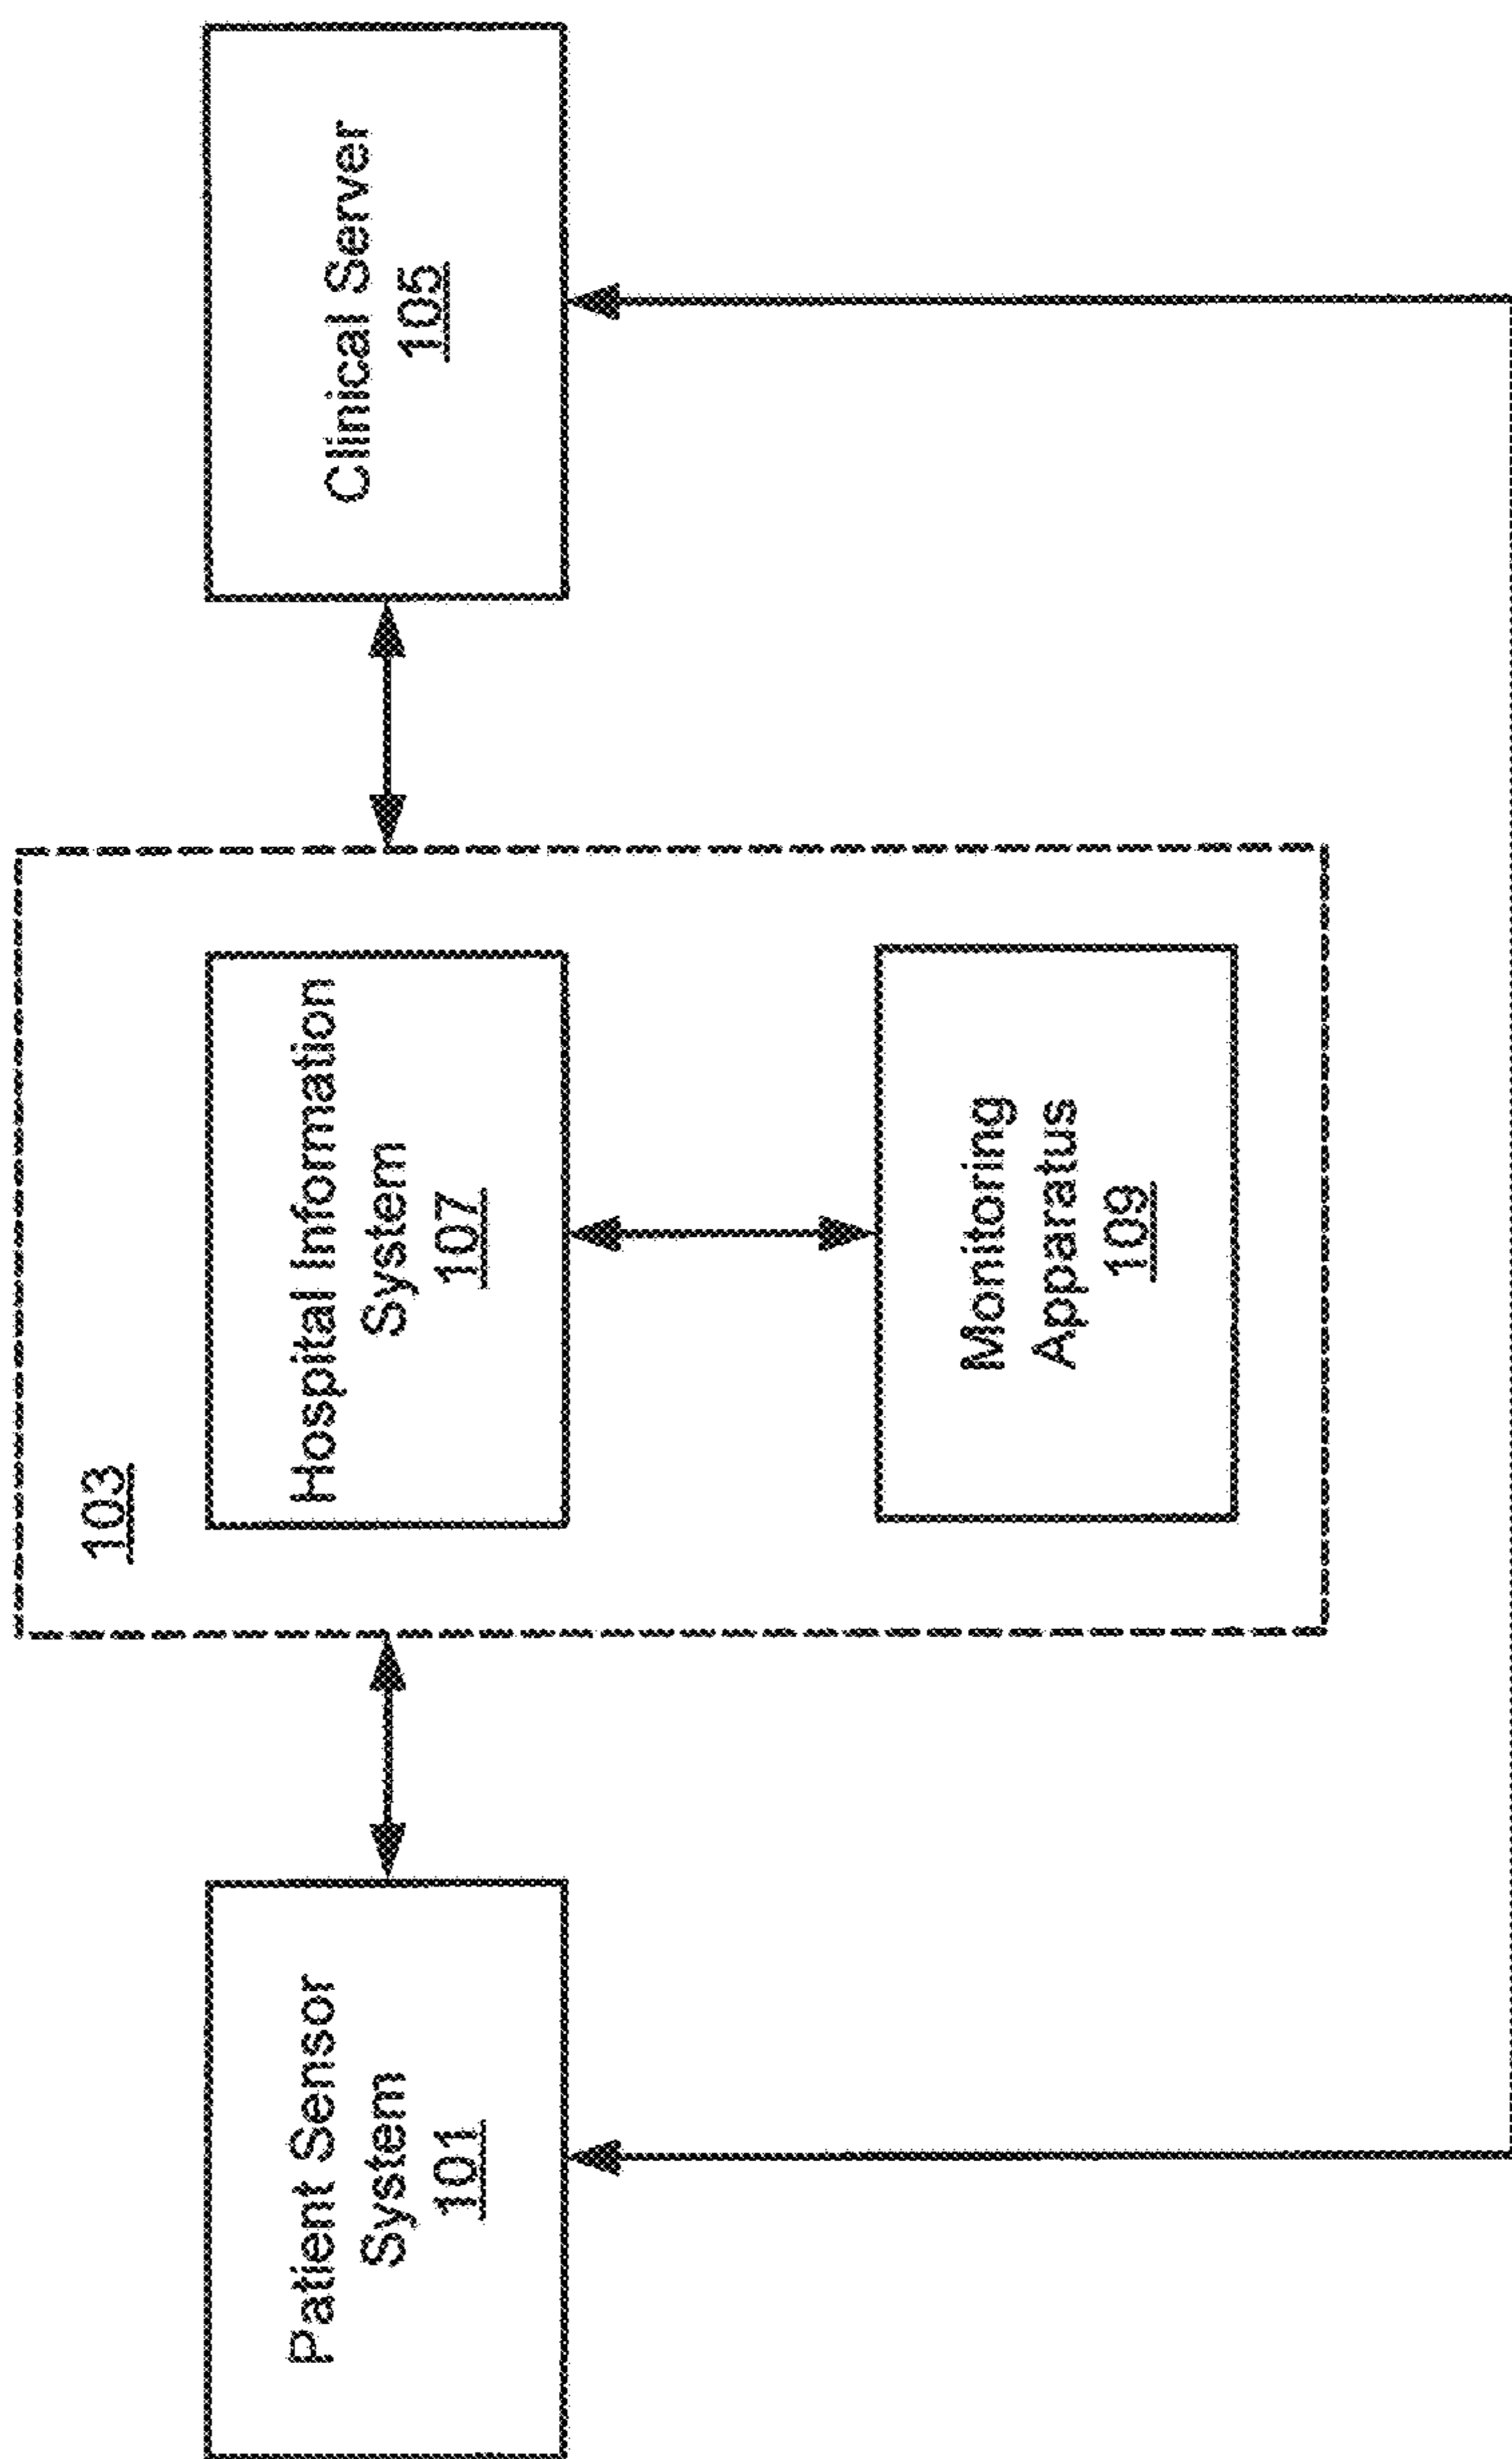 103
Patient Sensor
System
101
Hospital Information
System
107
Clinical Server
105
Monitoring
Apparatus
109